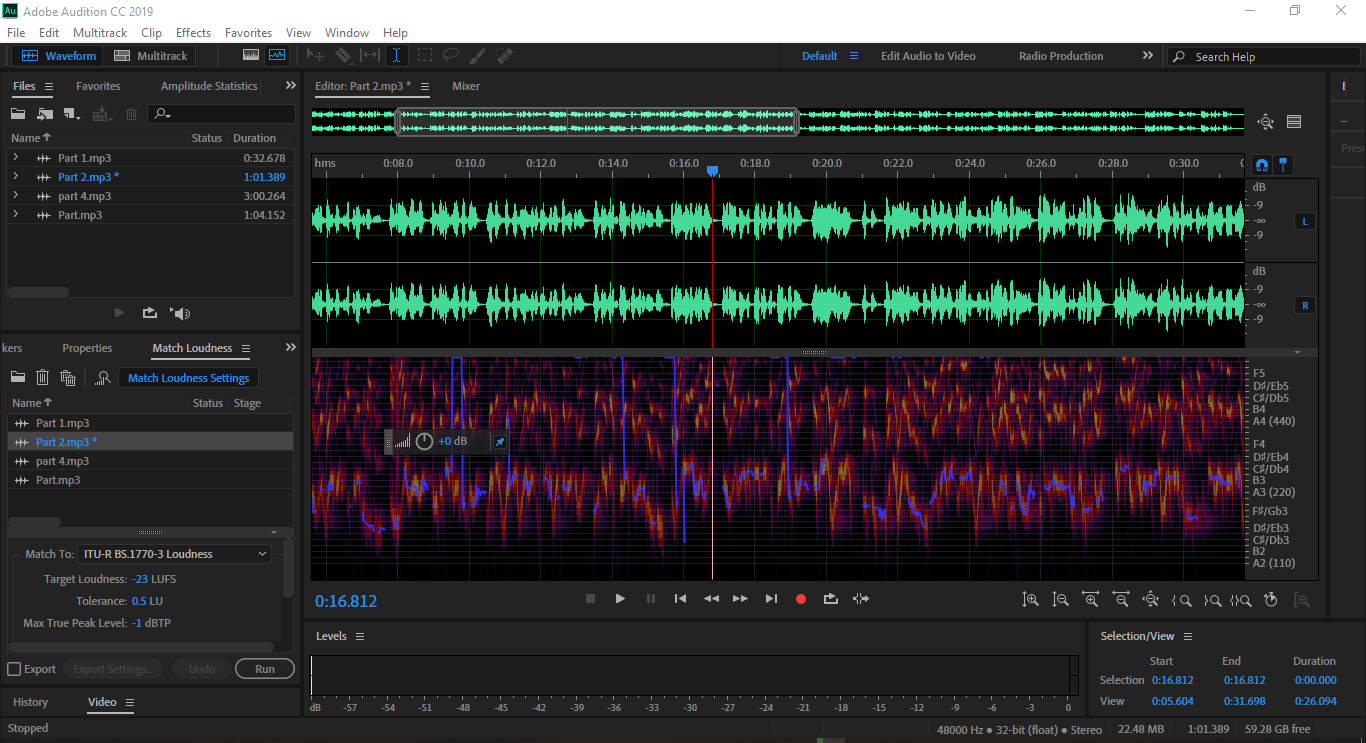 Au Adobe Audition CC 2019
File Edit Multitrack Clip Effects Favorites View Window Help
Waveform Multitrack Default Edit Audio to Video Radio Production Search Help
Files Favorites Amplitude Statistics
Name Status Duration
Part 1.mp3 0:32.678
Part 2.mp3 * 1:01.389
part 4.mp3 3:00.264
Part.mp3 1:04.152
kers Properties Match Loudness
Match Loudness Settings
Name Status Stage
Part 1.mp3
Part 2.mp3 *
part 4.mp3
Part.mp3
Match To: ITU-R BS.1770-3 Loudness
Target Loudness: -23 LUFS
Tolerance: 0.5 LU
Max True Peak Level: -1 dBTP
Export Export Settings... Undo Run
History Video
Stopped
Editor: Part 2.mp3 * Mixer
hms 0:08.0 0:10.0 0:12.0 0:14.0 0:16.0 0:18.0 0:20.0 0:22.0 0:24.0 0:26.0 0:28.0 0:30.0
dB
-9
-∞
-9
L
dB
-9
-∞
-9
R
+0 dB
F5
D♯/Eb5
C♯/Db5
B4
A4 (440)
F4
D♯/Eb4
C♯/Db4
B3
A3 (220)
F♯/Gb3
D♯/Eb3
C♯/Db3
B2
A2 (110)
Pres
0:16.812
Levels
dB -57 -54 -51 -48 -45 -42 -39 -36 -33 -30 -27 -24 -21 -18 -15 -12 -9 -6 -3 0
Selection/View
Start End Duration
Selection 0:16.812 0:16.812 0:00.000
View 0:05.604 0:31.698 0:26.094
48000 Hz ● 32-bit (float) ● Stereo 22.48 MB 1:01.389 59.28 GB free